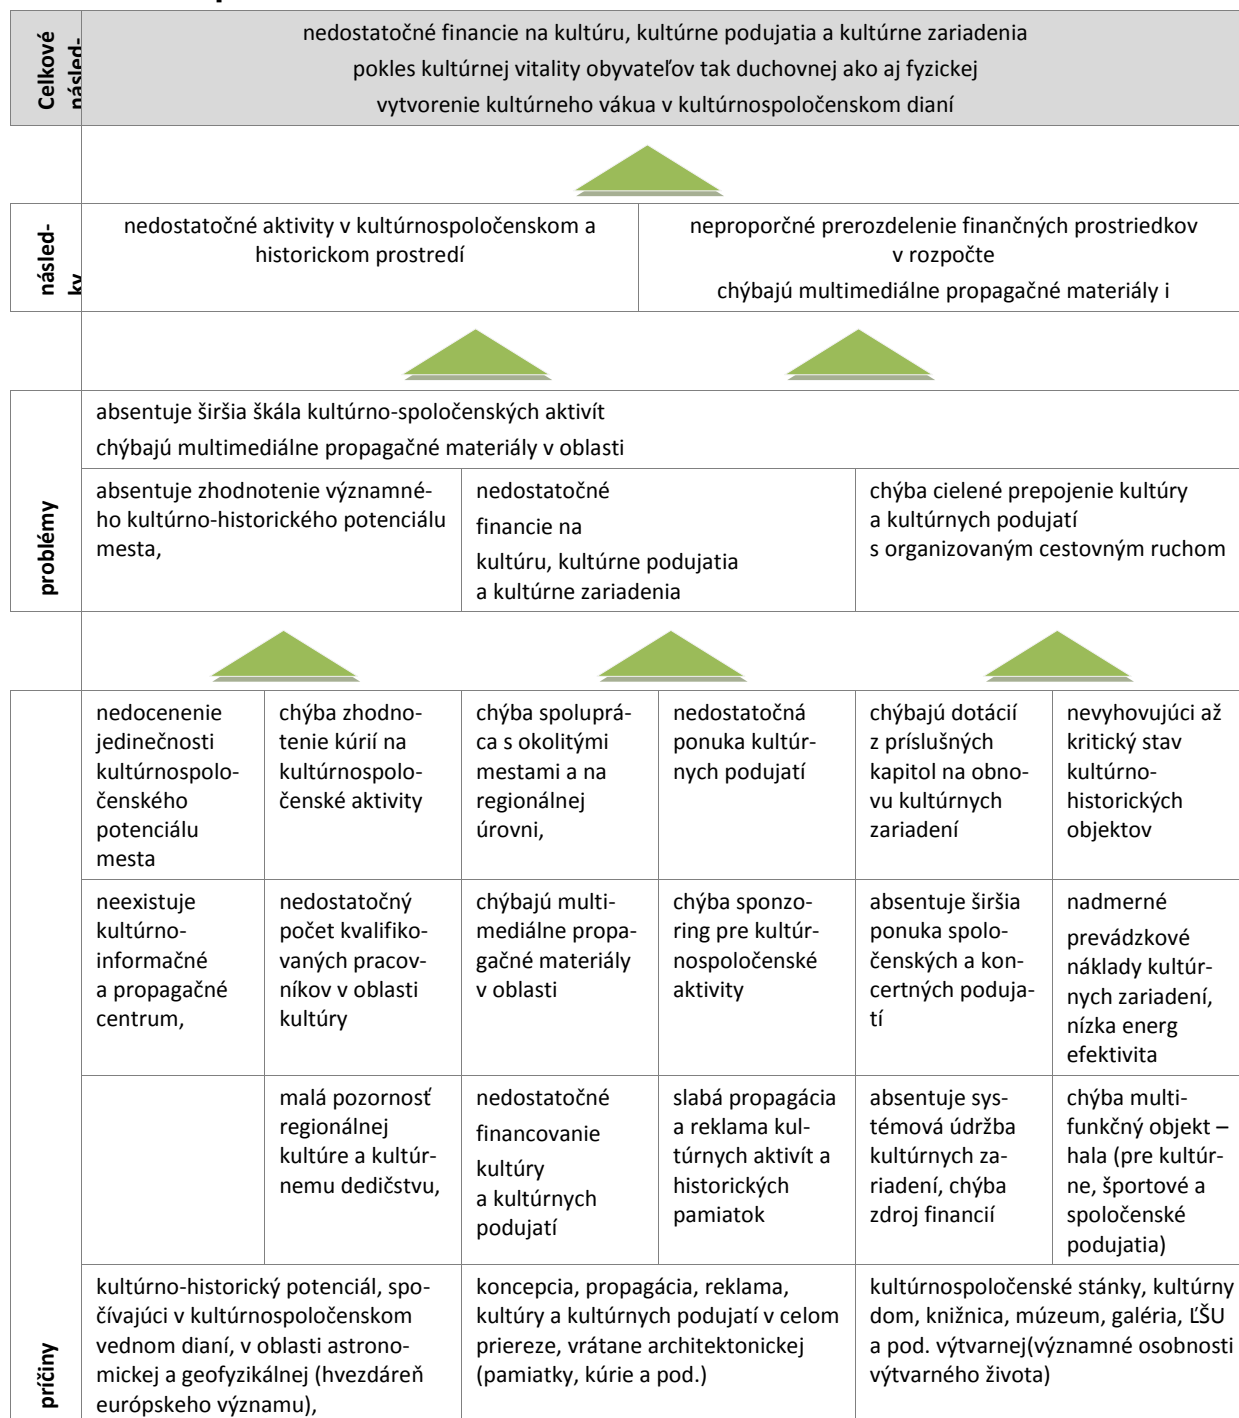 Celkové
násled-
nedostatočné financie na kultúru, kultúrne podujatia a kultúrne zariadenia
pokles kultúrnej vitality obyvateľov tak duchovnej ako aj fyzickej
vytvorenie kultúrneho vákua v kultúrnospoločenskom dianí
násled-
ky
nedostatočné aktivity v kultúrnospoločenskom a
historickom prostredí
neproporčné prerozdelenie finančných prostriedkov
v rozpočte
chýbajú multimediálne propagačné materiály i
problémy
absentuje širšia škála kultúrno-spoločenských aktivít
chýbajú multimediálne propagačné materiály v oblasti
absentuje zhodnotenie významné-
ho kultúrno-historického potenciálu
mesta,
nedostatočné
financie na
kultúru, kultúrne podujatia
a kultúrne zariadenia
chýba cielené prepojenie kultúry
a kultúrnych podujatí
s organizovaným cestovným ruchom
príčiny
nedocenenie
jedinečnosti
kultúrnospolo-
čenského
potenciálu
mesta
chýba zhodno-
tenie kúrií na
kultúrnospolo-
čenské aktivity
chýba spoluprá-
ca s okolitými
mestami a na
regionálnej
úrovni,
nedostatočná
ponuka kultúr-
nych podujatí
chýbajú dotácií
z príslušných
kapitol na obno-
vu kultúrnych
zariadení
nevyhovujúci až
kritický stav
kultúrno-
historických
objektov
neexistuje
kultúrno-
informačné
a propagačné
centrum,
nedostatočný
počet kvalifiko-
vaných pracov-
níkov v oblasti
kultúry
chýbajú multi-
mediálne propa-
gačné materiály
v oblasti
chýba sponzo-
ring pre kultúr-
nospoločenské
aktivity
absentuje širšia
ponuka spolo-
čenských a kon-
certných poduja-
tí
nadmerné
prevádzkové
náklady kultúr-
nych zariadení,
nízka energ
efektivita
malá pozornosť
regionálnej
kultúre a kultúr-
nemu dedičstvu,
nedostatočné
financovanie
kultúry
a kultúrnych
podujatí
slabá propagácia
a reklama kul-
túrnych aktivít a
historických
pamiatok
absentuje sys-
témová údržba
kultúrnych za-
riadení, chýba
zdroj financií
chýba multi-
funkčný objekt –
hala (pre kultúr-
ne, športové a
spoločenské
podujatia)
kultúrno-historický potenciál, spo-
čívajúci v kultúrnospoločenskom
vednom dianí, v oblasti astrono-
mickej a geofyzikálnej (hvezdáreň
európskeho významu),
koncepcia, propagácia, reklama,
kultúry a kultúrnych podujatí v celom
priereze, vrátane architektonickej
(pamiatky, kúrie a pod.)
kultúrnospoločenské stánky, kultúrny
dom, knižnica, múzeum, galéria, ĽŠU
a pod. výtvarnej(významné osobnosti
výtvarného života)